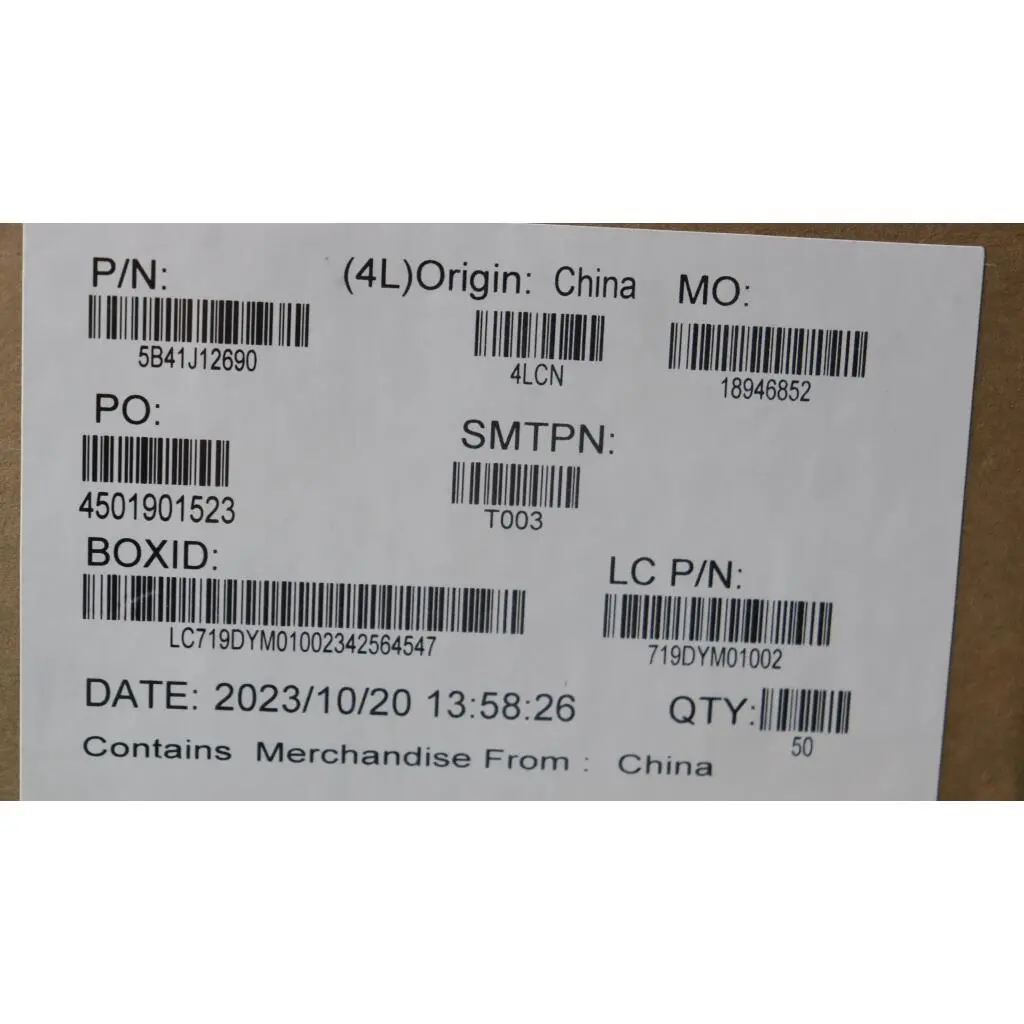 P/N: (4L)Origin: China MO:
5B41J12690 4LCN 18946852
PO: SMTPN:
4501901523 T003
BOXID: LC P/N:
LC719DYM01002342564547 719DYM01002
DATE: 2023/10/20 13:58:26 QTY:
50
Contains Merchandise From : China